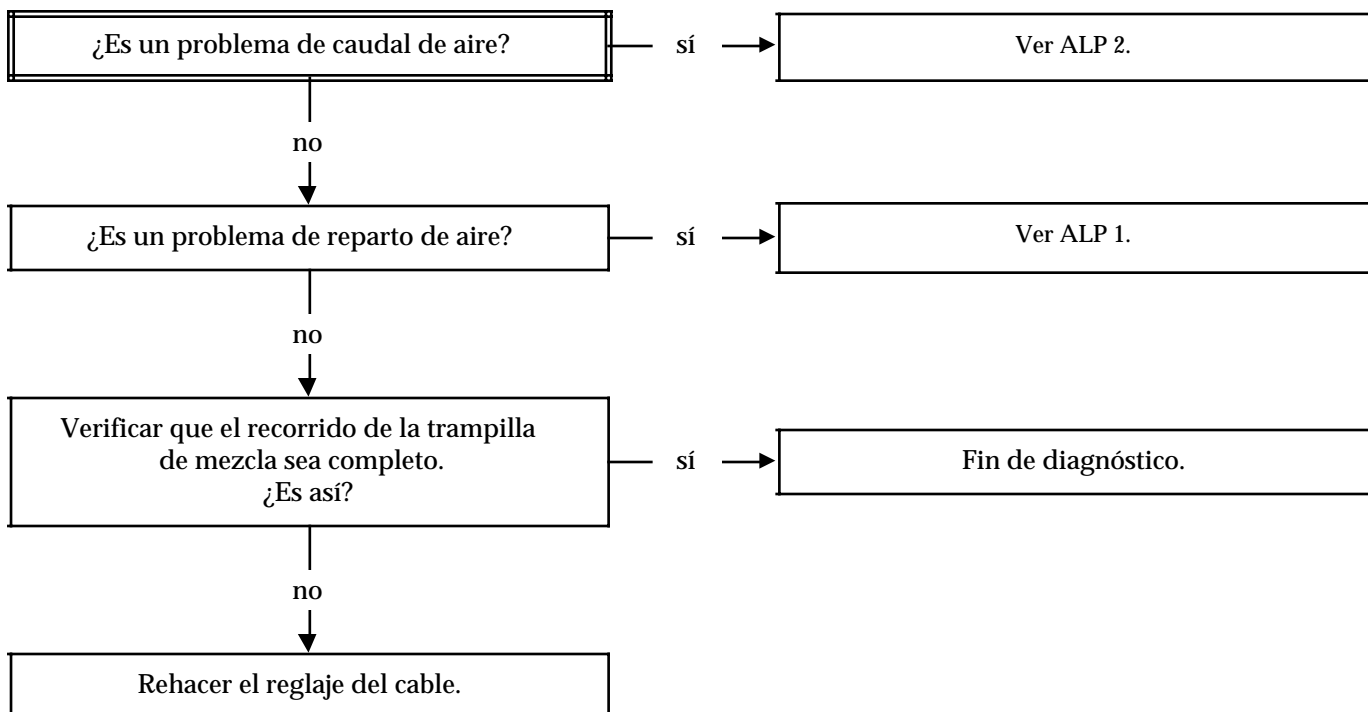 ¿Es un problema de caudal de aire?
sí
Ver ALP 2.
no
¿Es un problema de reparto de aire?
sí
Ver ALP 1.
no
Verificar que el recorrido de la trampilla
de mezcla sea completo.
¿Es así?
sí
Fin de diagnóstico.
no
Rehacer el reglaje del cable.